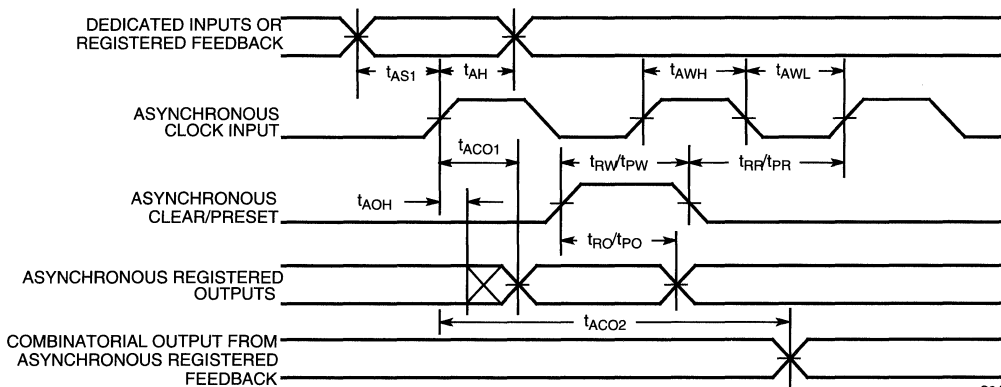 DEDICATED INPUTS OR
REGISTERED FEEDBACK
tAS1 tAH tAWH tAWL
ASYNCHRONOUS
CLOCK INPUT
tACO1
tRW/tPW tRR/tPR
tAOH
ASYNCHRONOUS
CLEAR/PRESET
tRO/tPO
ASYNCHRONOUS REGISTERED
OUTPUTS
tACO2
COMBINATORIAL OUTPUT FROM
ASYNCHRONOUS REGISTERED
FEEDBACK